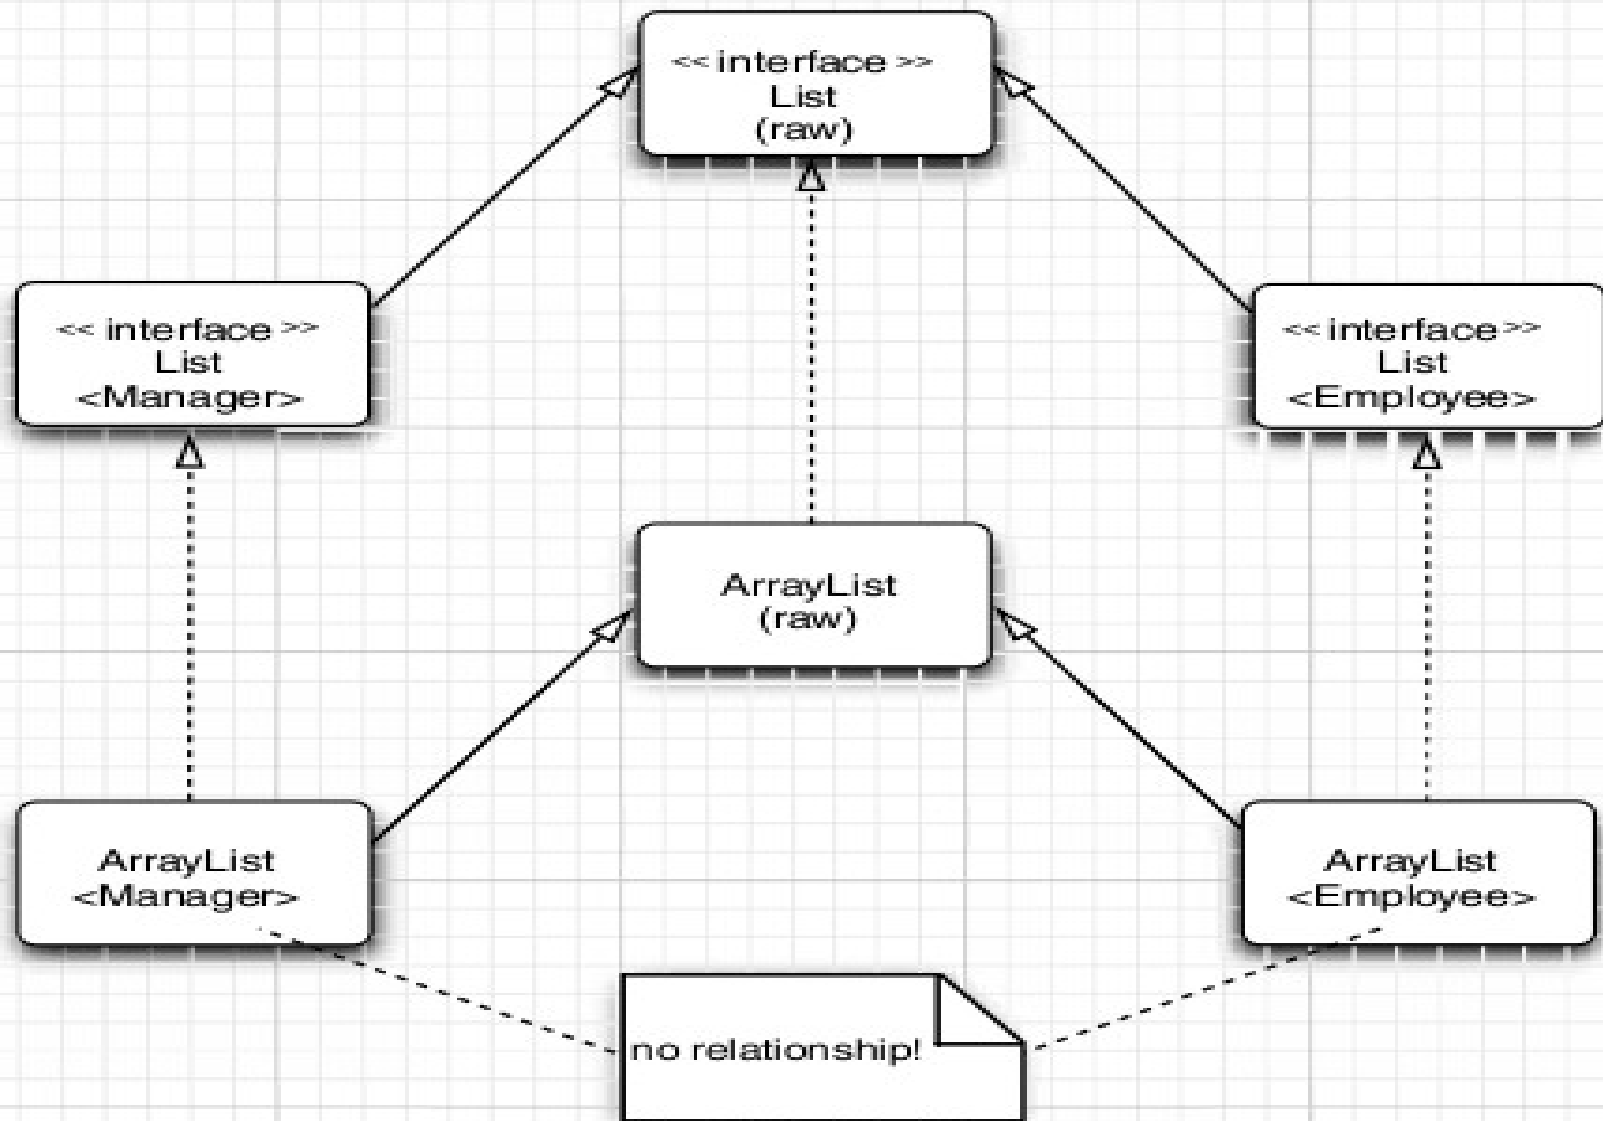 << interface >>
List
(raw)
<< interface >>
List
<Manager>
<< interface >>
List
<Employee>
ArrayList
(raw)
ArrayList
<Manager>
ArrayList
<Employee>
no relationship!